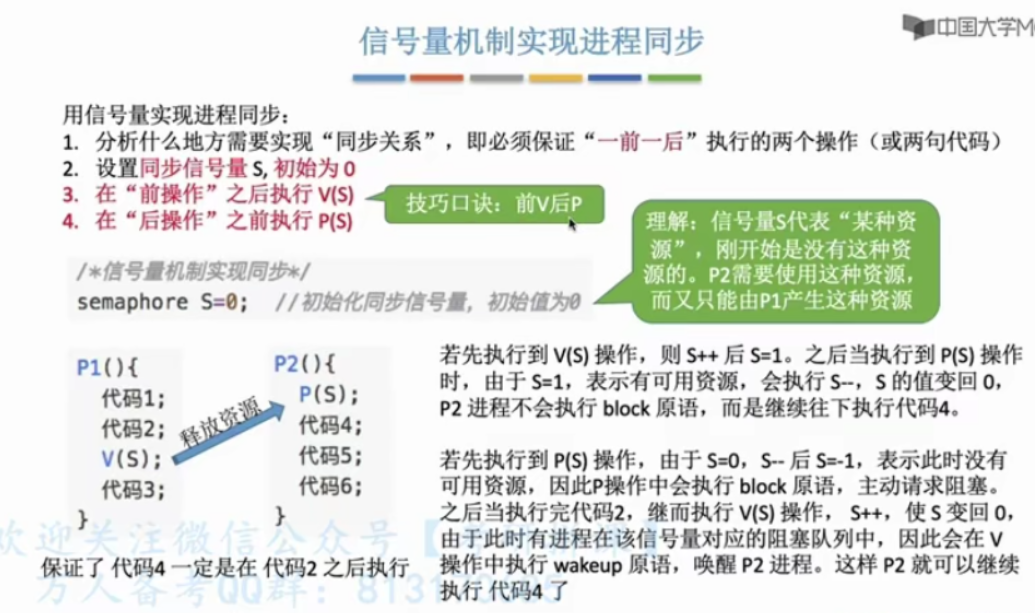 中国大学M
信号量机制实现进程同步
用信号量实现进程同步：
1. 分析什么地方需要实现“同步关系”，即必须保证“一前一后”执行的两个操作（或两句代码）
2. 设置同步信号量 S, 初始为 0
3. 在“前操作”之后执行 V(S)
4. 在“后操作”之前执行 P(S)
技巧口诀：前V后P
理解：信号量S代表“某种资
源”，刚开始是没有这种资
源的。P2需要使用这种资源，
而又只能由P1产生这种资源
/*信号量机制实现同步*/
semaphore S=0; //初始化同步信号量，初始值为0
P1(){
代码1;
代码2;
V(S);
代码3;
}
释放资源
P2(){
P(S);
代码4;
代码5;
代码6;
}
保证了 代码4 一定是在 代码2 之后执行
若先执行到 V(S) 操作，则 S++ 后 S=1。之后当执行到 P(S) 操作
时，由于 S=1，表示有可用资源，会执行 S--，S 的值变回 0，
P2 进程不会执行 block 原语，而是继续往下执行代码4。
若先执行到 P(S) 操作，由于 S=0，S-- 后 S=-1，表示此时没有
可用资源，因此P操作中会执行 block 原语，主动请求阻塞。
之后当执行完代码2，继而执行 V(S) 操作， S++，使 S 变回 0，
由于此时有进程在该信号量对应的阻塞队列中，因此会在 V
操作中执行 wakeup 原语，唤醒 P2 进程。这样 P2 就可以继续
执行 代码4 了
欢迎关注微信公众号【
万人备考QQ群：